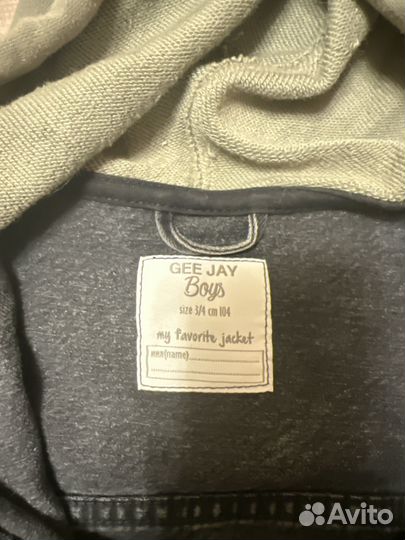 GEE JAY
Boys
size 3/4 cm 104
my favorite jacket
имя(name)
Avito